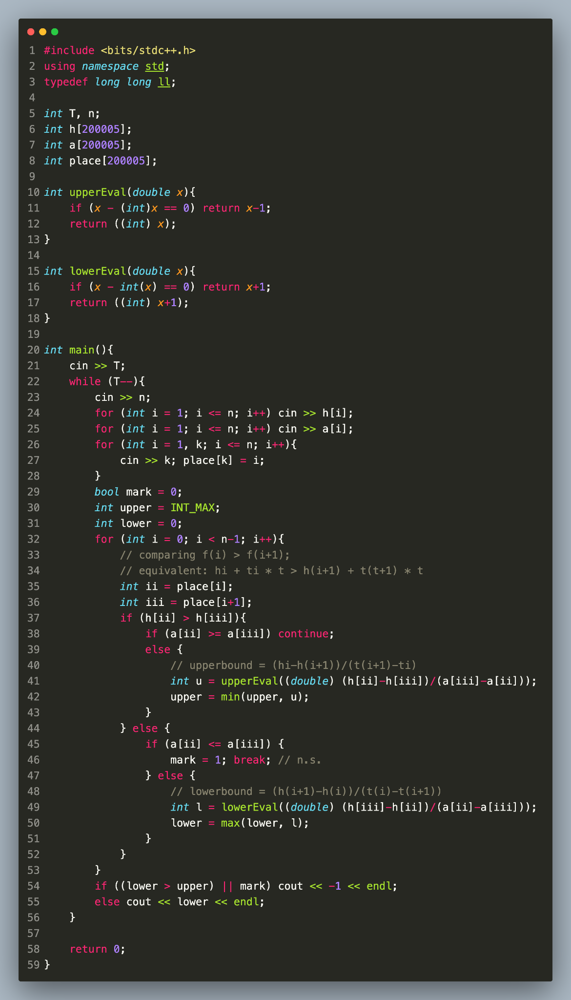 1 #include <bits/stdc++.h>
2 using namespace std;
3 typedef long long ll;
4
5 int T, n;
6 int h[200005];
7 int a[200005];
8 int place[200005];
9
10 int upperEval(double x){
11     if (x - (int)x == 0) return x-1;
12     return ((int) x);
13 }
14
15 int lowerEval(double x){
16     if (x - int(x) == 0) return x+1;
17     return ((int) x+1);
18 }
19
20 int main(){
21     cin >> T;
22     while (T--){
23         cin >> n;
24         for (int i = 1; i <= n; i++) cin >> h[i];
25         for (int i = 1; i <= n; i++) cin >> a[i];
26         for (int i = 1, k; i <= n; i++){
27             cin >> k; place[k] = i;
28         }
29         bool mark = 0;
30         int upper = INT_MAX;
31         int lower = 0;
32         for (int i = 0; i < n-1; i++){
33             // comparing f(i) > f(i+1);
34             // equivalent: hi + ti * t > h(i+1) + t(t+1) * t
35             int ii = place[i];
36             int iii = place[i+1];
37             if (h[ii] > h[iii]){
38                 if (a[ii] >= a[iii]) continue;
39                 else {
40                     // upperbound = (hi-h(i+1))/(t(i+1)-ti)
41                     int u = upperEval((double) (h[ii]-h[iii])/(a[iii]-a[ii]));
42                     upper = min(upper, u);
43                 }
44             } else {
45                 if (a[ii] <= a[iii]) {
46                     mark = 1; break; // n.s.
47                 } else {
48                     // lowerbound = (h(i+1)-h(i))/(t(i)-t(i+1))
49                     int l = lowerEval((double) (h[iii]-h[ii])/(a[ii]-a[iii]));
50                     lower = max(lower, l);
51                 }
52             }
53         }
54         if ((lower > upper) || mark) cout << -1 << endl;
55         else cout << lower << endl;
56     }
57
58     return 0;
59 }